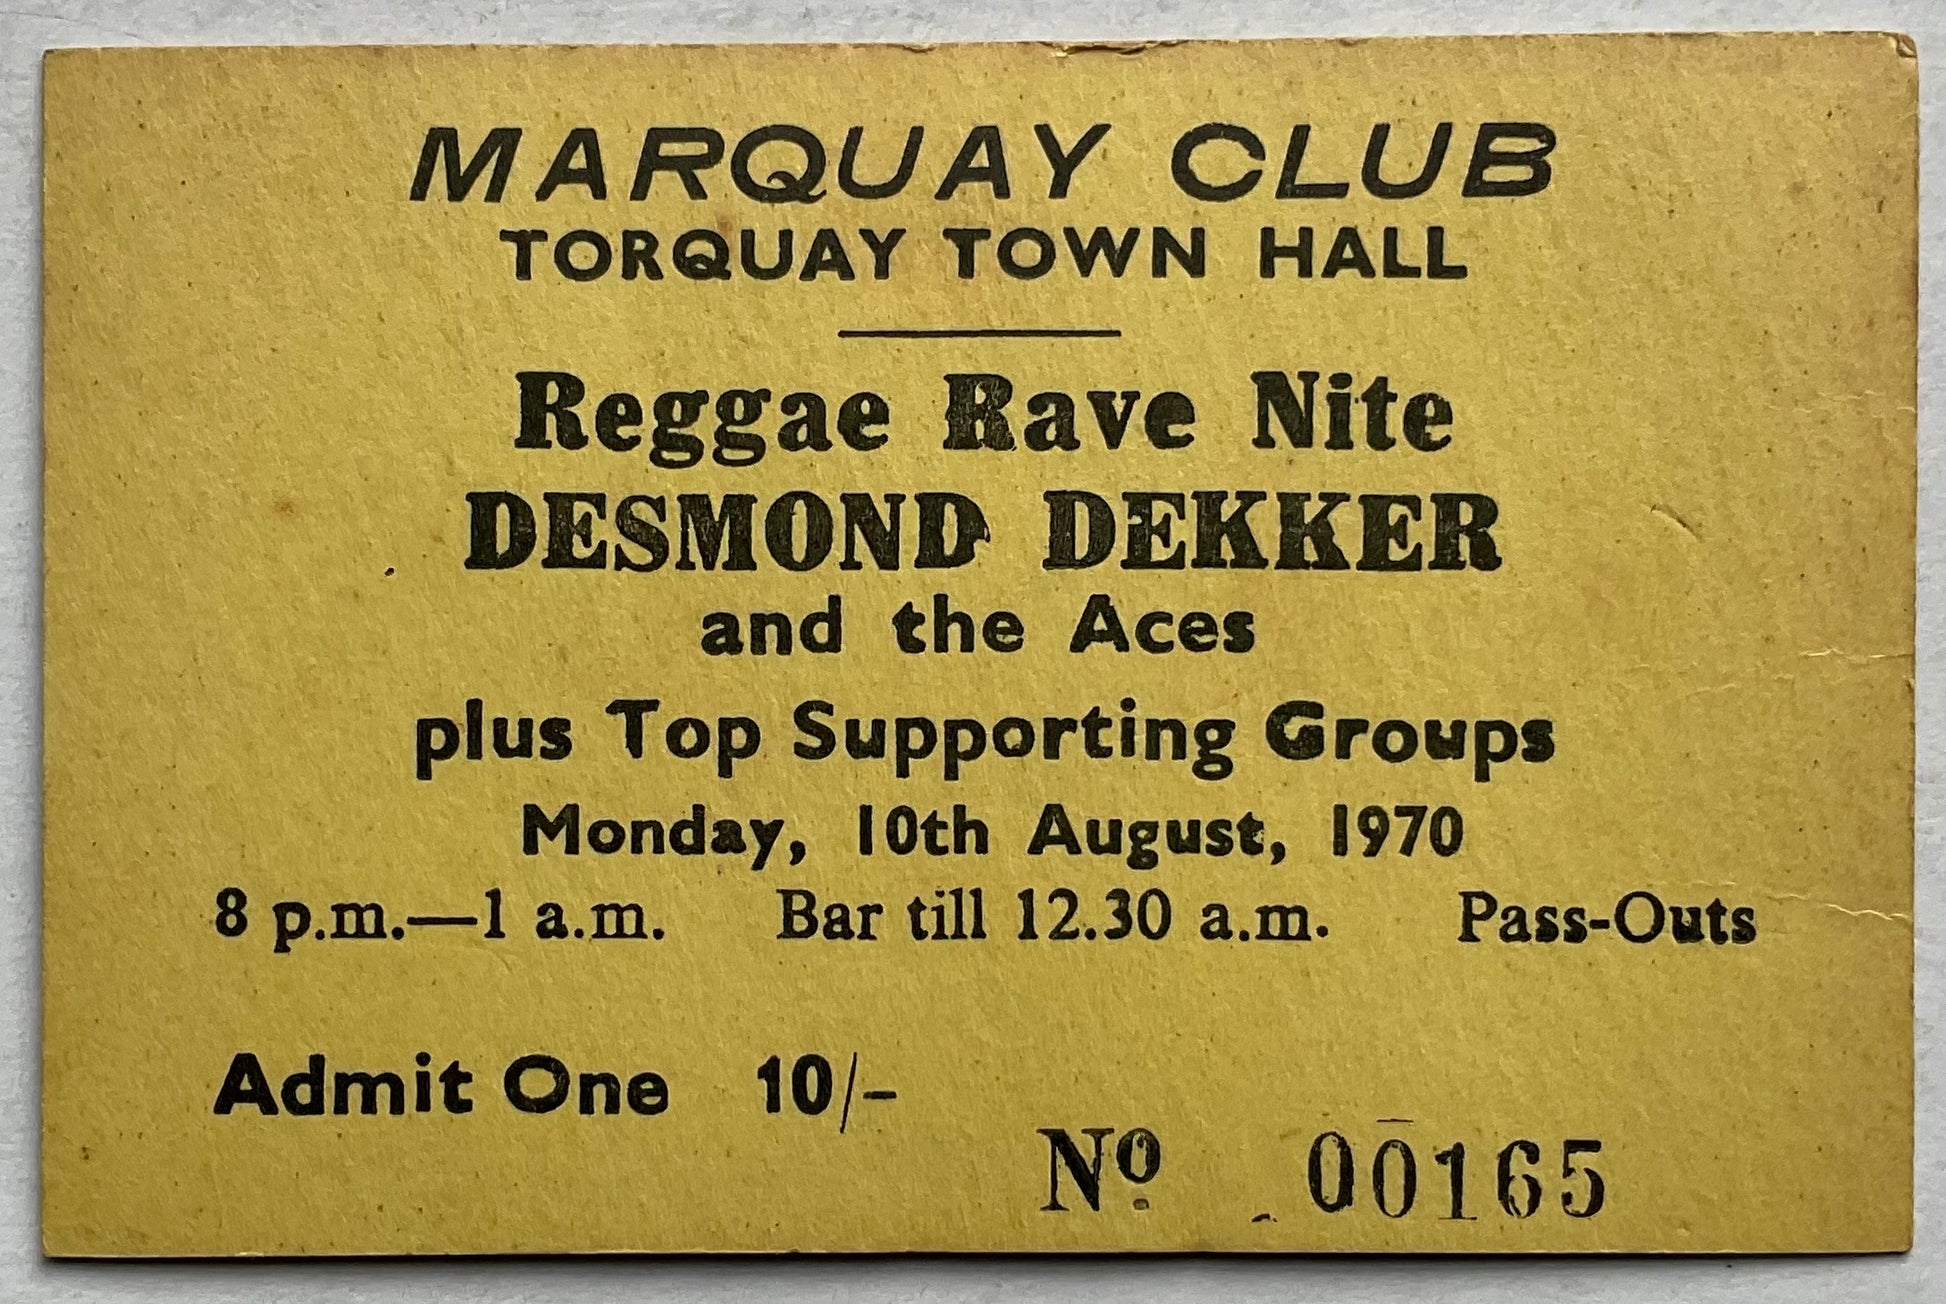 MARQUAY CLUB
TORQUAY TOWN HALL
Reggae Rave Nite
DESMOND DEKKER
and the Aces
plus Top Supporting Groups
Monday, 10th August, 1970
8 p.m.—1 a.m. Bar till 12.30 a.m. Pass-Outs
Admit One 10/-
Nº 00165